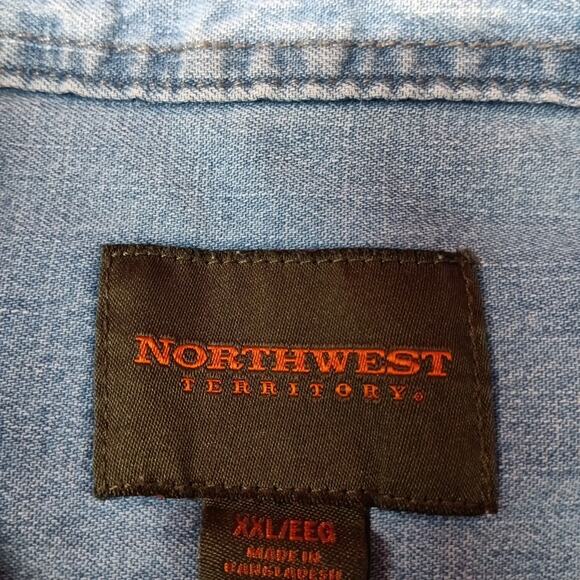 NORTHWEST
TERRITORY®
XXL/EEG
MADE IN
BANGLADESH